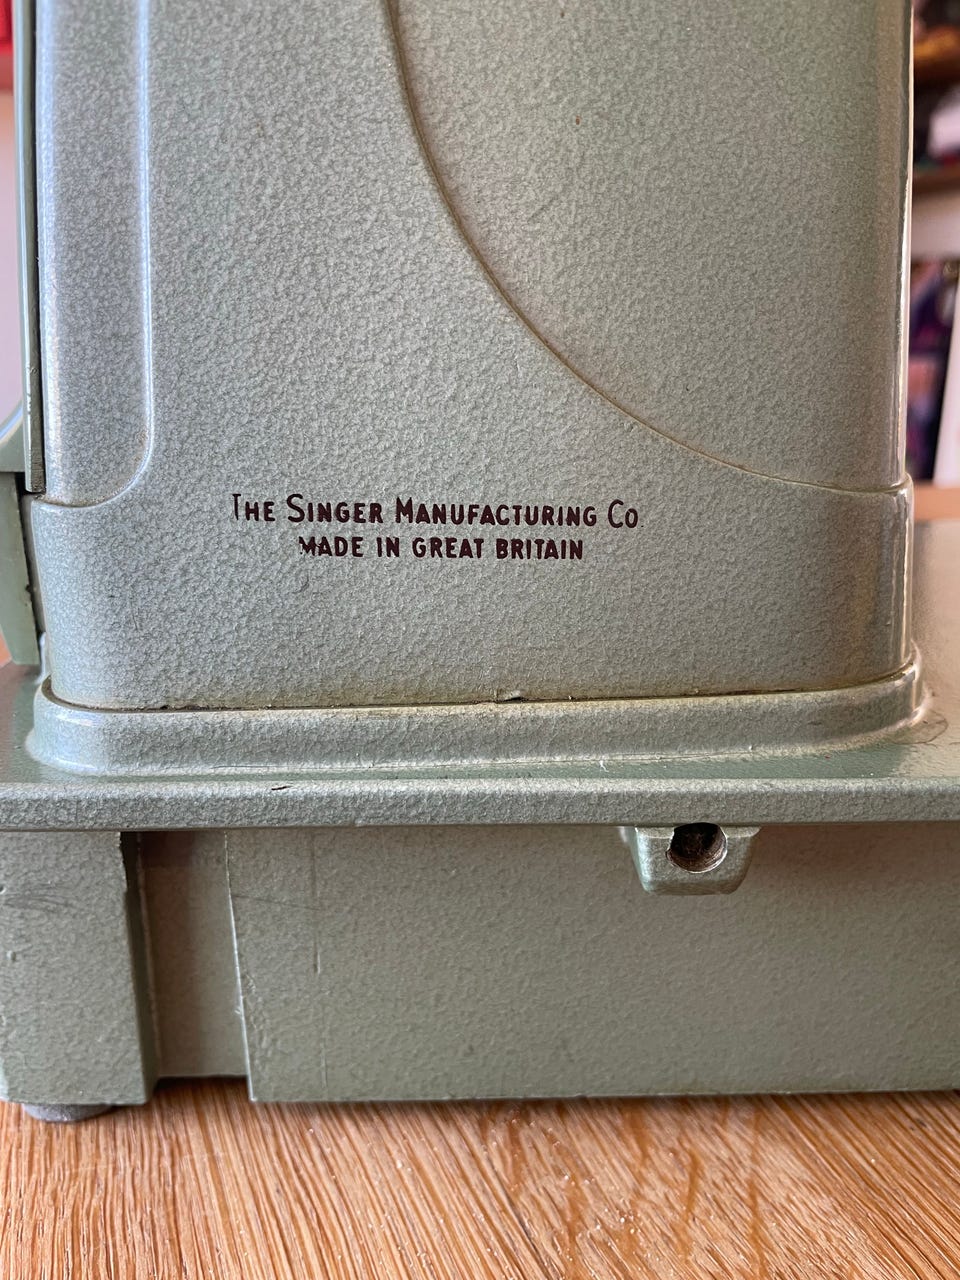 THE SINGER MANUFACTURING CO.
MADE IN GREAT BRITAIN